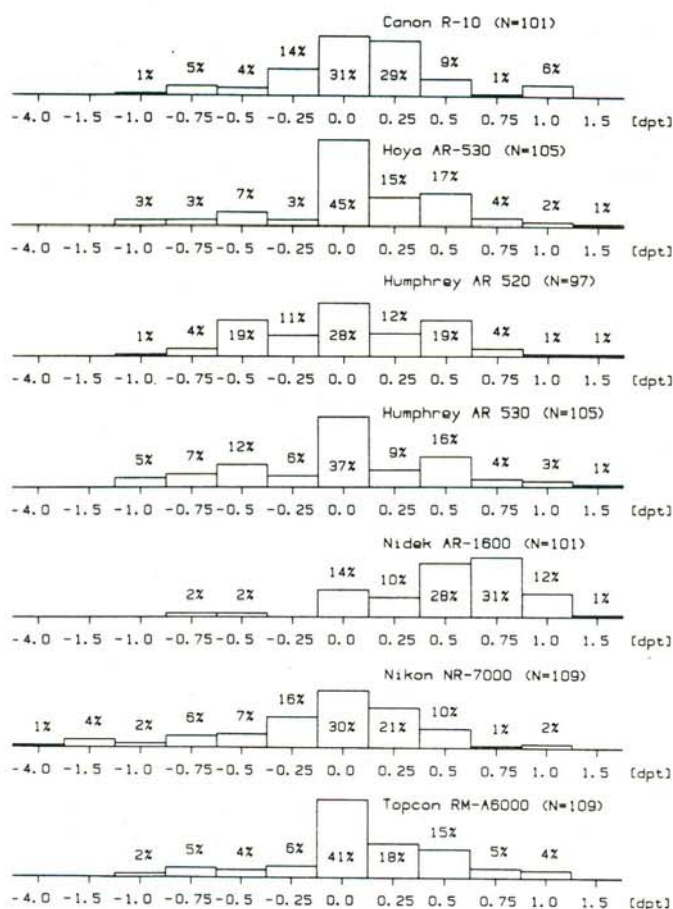 Canon R-10 (N=101)
1% 5% 4% 14% 31% 29% 9% 1% 6%
-4.0 -1.5 -1.0 -0.75 -0.5 -0.25 0.0 0.25 0.5 0.75 1.0 1.5 [dpt]
Hoya AR-530 (N=105)
3% 3% 7% 3% 45% 15% 17% 4% 2% 1%
-4.0 -1.5 -1.0 -0.75 -0.5 -0.25 0.0 0.25 0.5 0.75 1.0 1.5 [dpt]
Humphrey AR 520 (N=97)
1% 4% 19% 11% 28% 12% 19% 4% 1% 1%
-4.0 -1.5 -1.0 -0.75 -0.5 -0.25 0.0 0.25 0.5 0.75 1.0 1.5 [dpt]
Humphrey AR 530 (N=105)
5% 7% 12% 6% 37% 9% 16% 4% 3% 1%
-4.0 -1.5 -1.0 -0.75 -0.5 -0.25 0.0 0.25 0.5 0.75 1.0 1.5 [dpt]
Nidek AR-1600 (N=101)
2% 2% 14% 10% 28% 31% 12% 1%
-4.0 -1.5 -1.0 -0.75 -0.5 -0.25 0.0 0.25 0.5 0.75 1.0 1.5 [dpt]
Nikon NR-7000 (N=109)
1% 4% 2% 6% 7% 16% 30% 21% 10% 1% 2%
-4.0 -1.5 -1.0 -0.75 -0.5 -0.25 0.0 0.25 0.5 0.75 1.0 1.5 [dpt]
Topcon RM-A6000 (N=109)
2% 5% 4% 6% 41% 18% 15% 5% 4%
-4.0 -1.5 -1.0 -0.75 -0.5 -0.25 0.0 0.25 0.5 0.75 1.0 1.5 [dpt]